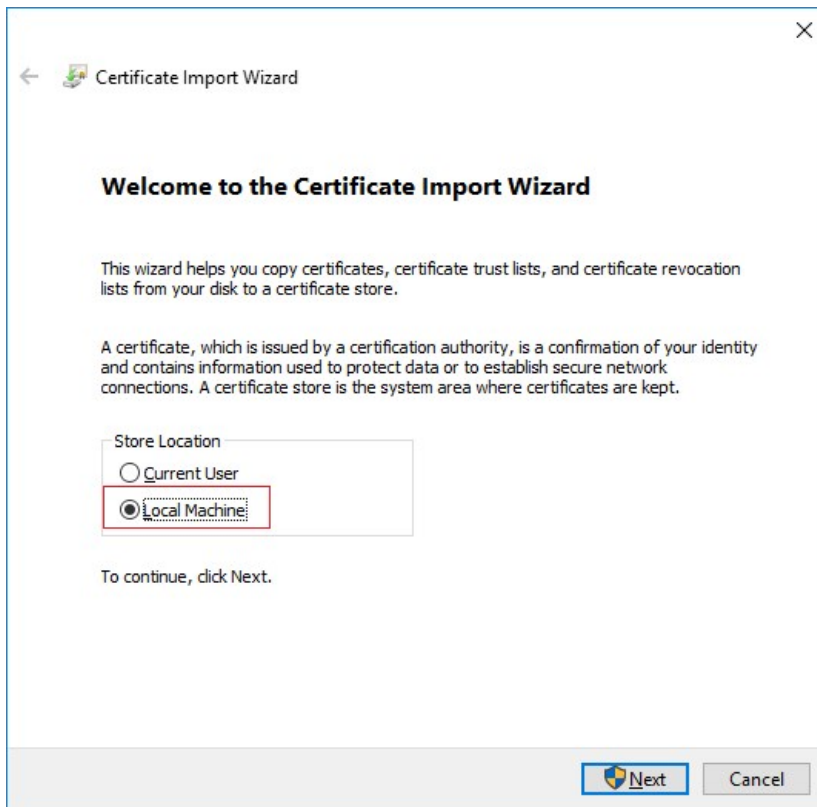 Certificate Import Wizard
Welcome to the Certificate Import Wizard
This wizard helps you copy certificates, certificate trust lists, and certificate revocation
lists from your disk to a certificate store.
A certificate, which is issued by a certification authority, is a confirmation of your identity
and contains information used to protect data or to establish secure network
connections. A certificate store is the system area where certificates are kept.
Store Location
Current User
Local Machine
To continue, click Next.
Next Cancel